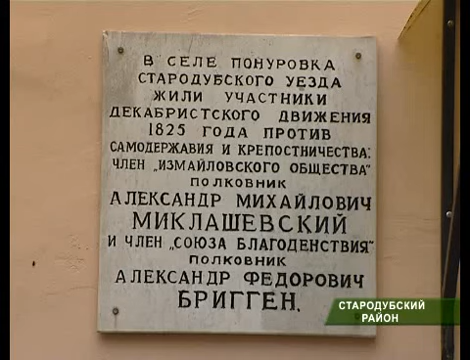 В СЕЛЕ ПОНУРОВКА
СТАРОДУБСКОГО УЕЗДА
ЖИЛИ УЧАСТНИКИ
ДЕКАБРИСТСКОГО ДВИЖЕНИЯ
1825 ГОДА ПРОТИВ
САМОДЕРЖАВИЯ И КРЕПОСТНИЧЕСТВА:
ЧЛЕН „ИЗМАЙЛОВСКОГО ОБЩЕСТВА"
ПОЛКОВНИК
АЛЕКСАНДР МИХАЙЛОВИЧ
МИКЛАШЕВСКИЙ
И ЧЛЕН „СОЮЗА БЛАГОДЕНСТВИЯ"
ПОЛКОВНИК
АЛЕКСАНДР ФЕДОРОВИЧ
БРИГГЕН.
СТАРОДУБСКИЙ
РАЙОН